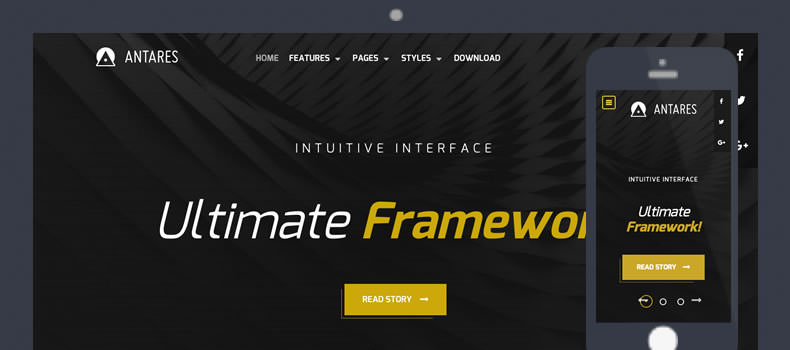 ANTARES
HOME FEATURES PAGES STYLES DOWNLOAD
INTUITIVE INTERFACE
Ultimate Framewor
READ STORY
ANTARES
INTUITIVE INTERFACE
Ultimate
Framework!
READ STORY